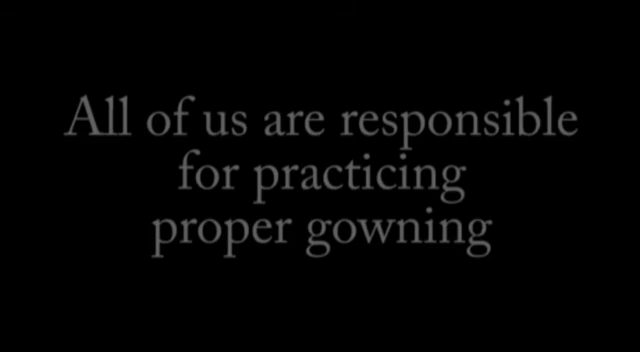 All of us are responsible
for practicing
proper gowning